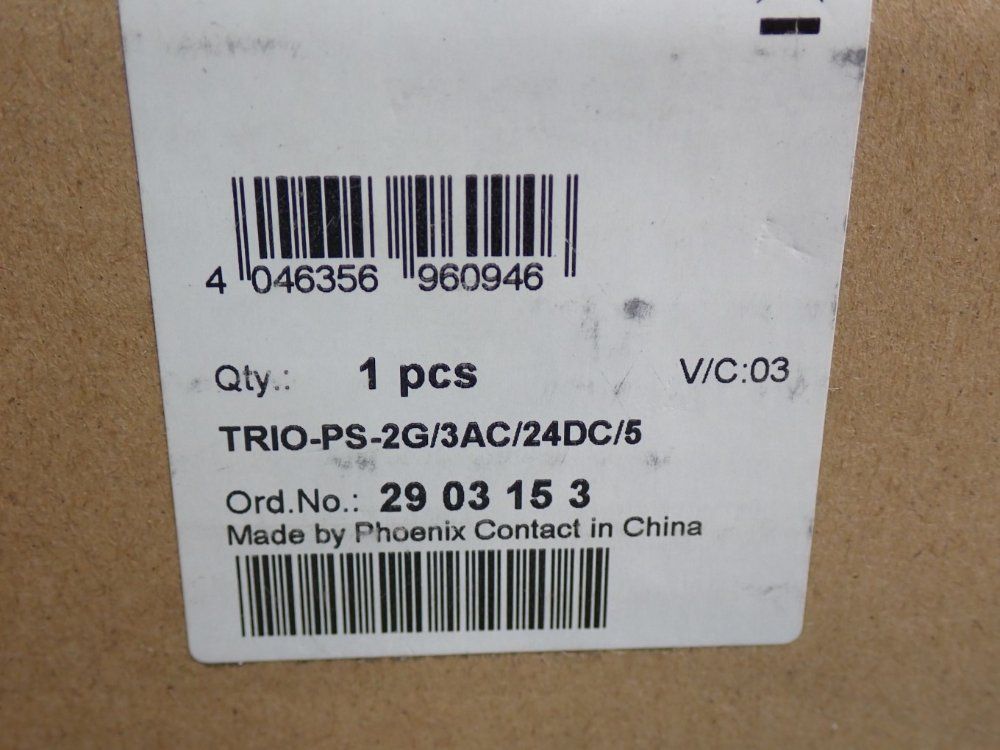 4 046356 960946
Qty.: 1 pcs V/C:03
TRIO-PS-2G/3AC/24DC/5
Ord.No.: 29 03 15 3
Made by Phoenix Contact in China